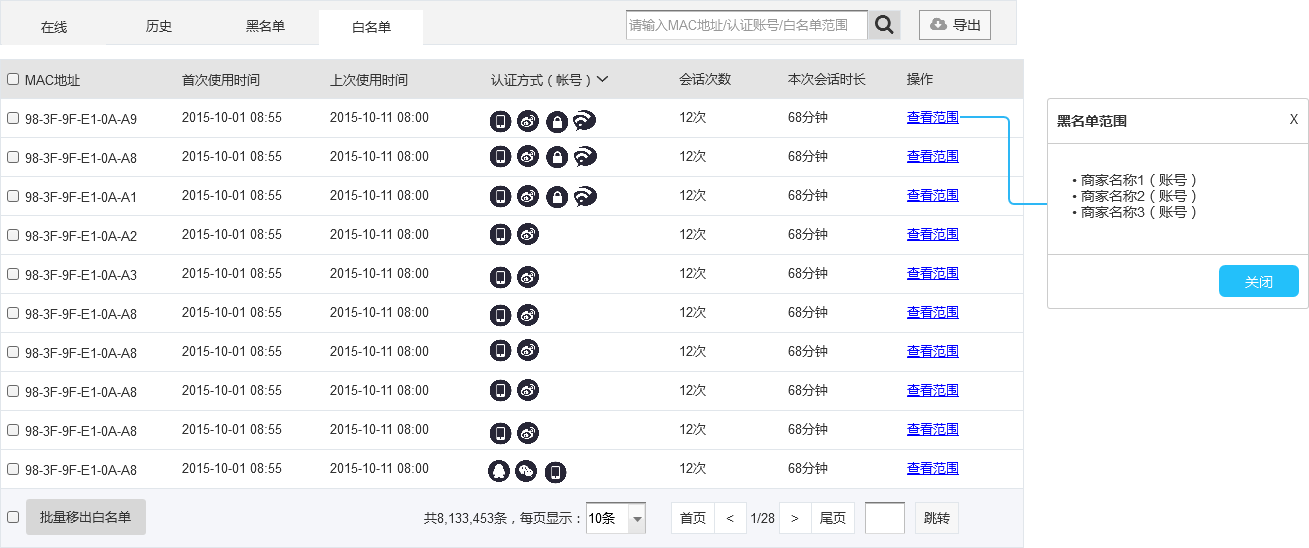 在线 历史 黑名单 白名单 请输入MAC地址/认证账号/白名单范围 导出
MAC地址 首次使用时间 上次使用时间 认证方式（帐号） 会话次数 本次会话时长 操作
98-3F-9F-E1-0A-A9 2015-10-01 08:55 2015-10-11 08:00 12次 68分钟 查看范围
98-3F-9F-E1-0A-A8 2015-10-01 08:55 2015-10-11 08:00 12次 68分钟 查看范围
98-3F-9F-E1-0A-A1 2015-10-01 08:55 2015-10-11 08:00 12次 68分钟 查看范围
98-3F-9F-E1-0A-A2 2015-10-01 08:55 2015-10-11 08:00 12次 68分钟 查看范围
98-3F-9F-E1-0A-A3 2015-10-01 08:55 2015-10-11 08:00 12次 68分钟 查看范围
98-3F-9F-E1-0A-A8 2015-10-01 08:55 2015-10-11 08:00 12次 68分钟 查看范围
98-3F-9F-E1-0A-A8 2015-10-01 08:55 2015-10-11 08:00 12次 68分钟 查看范围
98-3F-9F-E1-0A-A8 2015-10-01 08:55 2015-10-11 08:00 12次 68分钟 查看范围
98-3F-9F-E1-0A-A8 2015-10-01 08:55 2015-10-11 08:00 12次 68分钟 查看范围
98-3F-9F-E1-0A-A8 2015-10-01 08:55 2015-10-11 08:00 12次 68分钟 查看范围
批量移出白名单 共8,133,453条，每页显示： 10条 首页 < 1/28 > 尾页 跳转
黑名单范围 X
• 商家名称1（账号）
• 商家名称2（账号）
• 商家名称3（账号）
关闭